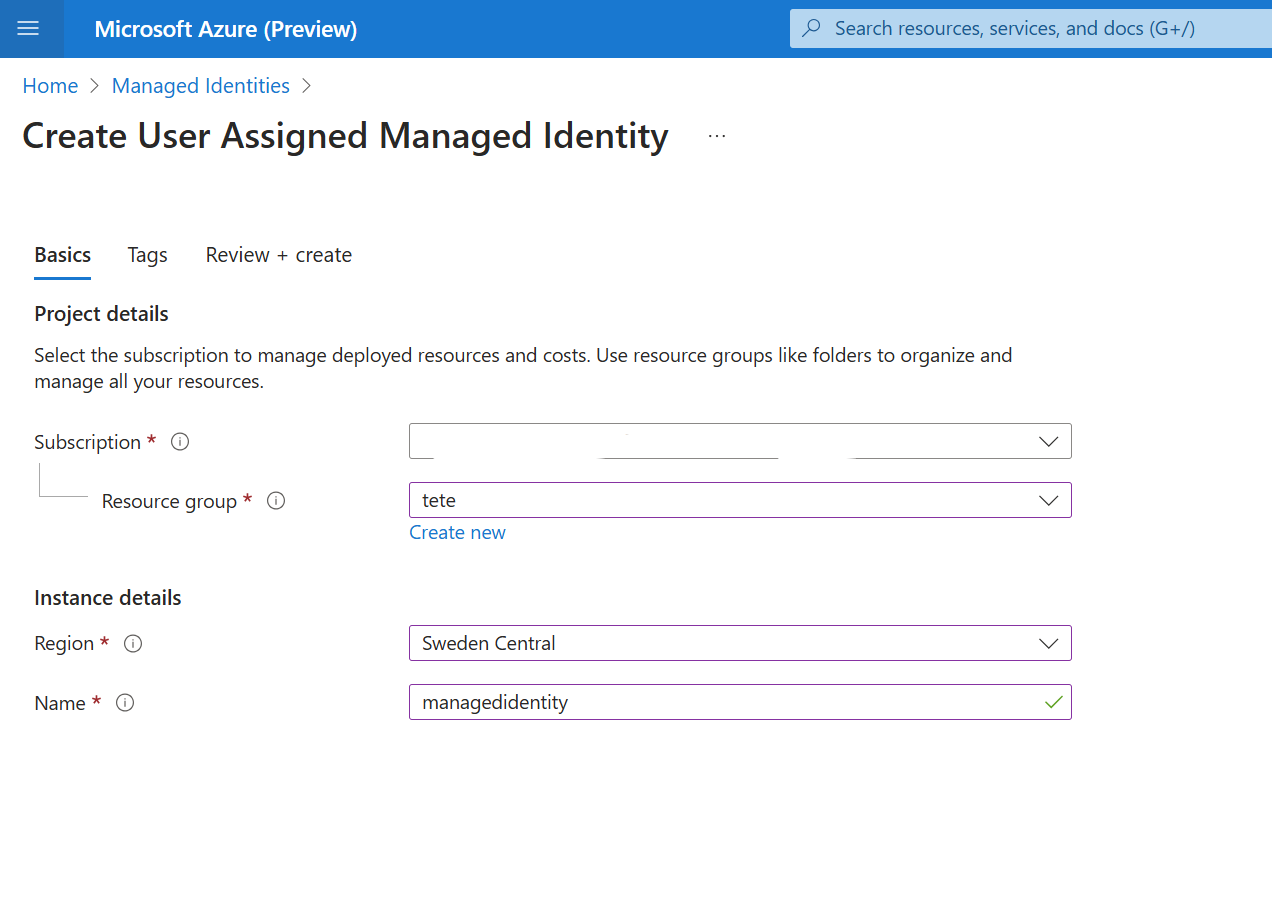 Microsoft Azure (Preview)
Search resources, services, and docs (G+/)
Home > Managed Identities >
Create User Assigned Managed Identity ...
Basics Tags Review + create
Project details
Select the subscription to manage deployed resources and costs. Use resource groups like folders to organize and
manage all your resources.
Subscription *
Resource group * tete
Create new
Instance details
Region * Sweden Central
Name * managedidentity